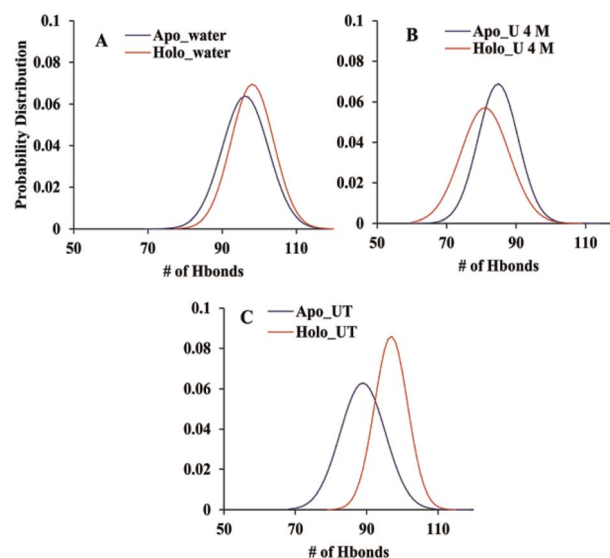 A
Apo_water
Holo_water
Probability Distribution
0.1
0.08
0.06
0.04
0.02
0
50
70
90
110
# of Hbonds
B
Apo_U 4 M
Holo_U 4 M
0.1
0.08
0.06
0.04
0.02
0
50
70
90
110
# of Hbonds
C
Apo_UT
Holo_UT
0.1
0.08
0.06
0.04
0.02
0
50
70
90
110
# of Hbonds